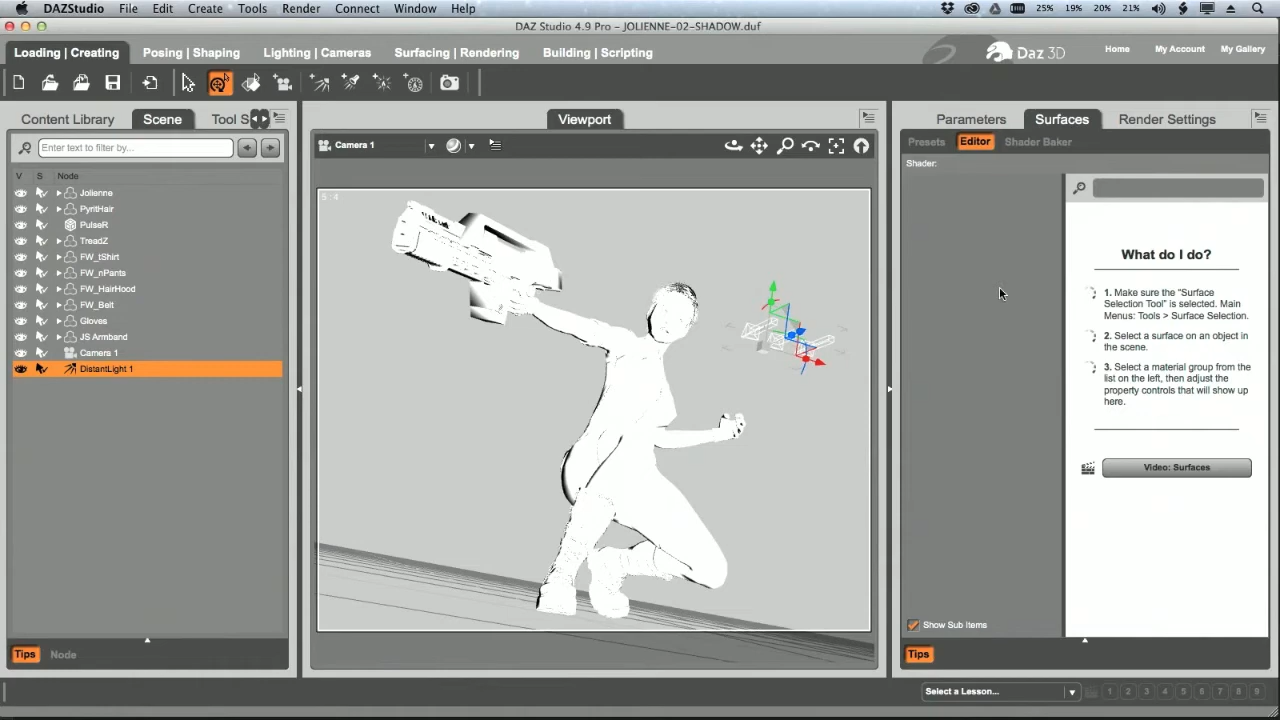 DAZStudio File Edit Create Tools Render Connect Window Help 25% 19% 20% 21%
DAZ Studio 4.9 Pro - JOLIENNE-02-SHADOW.duf
Loading | Creating Posing | Shaping Lighting | Cameras Surfacing | Rendering Building | Scripting Daz 3D Home My Account My Gallery
Content Library Scene Tool S Viewport Parameters Surfaces Render Settings
Enter text to filter by... Camera 1 Presets Editor Shader Baker
Shader:
V S Node
5 : 4
Jolienne
PyntHair
PulseR
TreadZ
FW_tShirt
FW_nPants
FW_HairHood
FW_Belt
Gloves
JS Armband
Camera 1
DistantLight 1
What do I do?
1. Make sure the "Surface
Selection Tool" is selected. Main
Menus: Tools > Surface Selection.
2. Select a surface on an object in
the scene.
3. Select a material group from the
list on the left, then adjust the
property controls that will show up
here.
Video: Surfaces
Show Sub Items
Tips Node Tips
Select a Lesson... 1 2 3 4 5 6 7 8 9